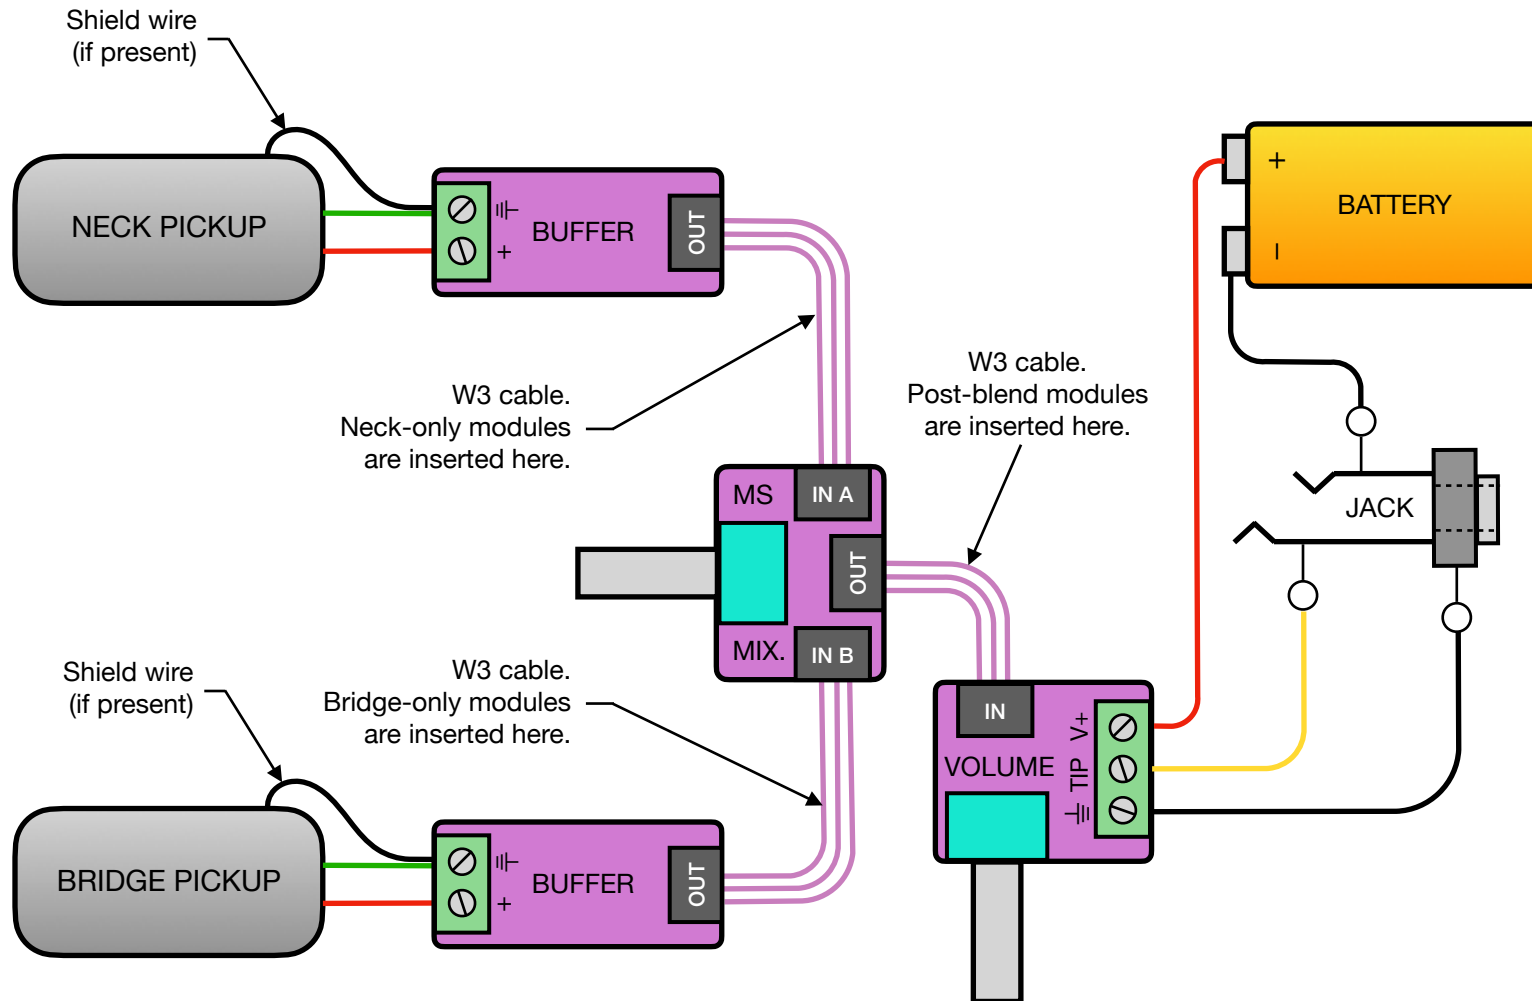 Shield wire
(if present)
NECK PICKUP
+
BUFFER
OUT
+
–
BATTERY
W3 cable.
Neck-only modules
are inserted here.
W3 cable.
Post-blend modules
are inserted here.
MS
IN A
OUT
MIX.
IN B
JACK
Shield wire
(if present)
W3 cable.
Bridge-only modules
are inserted here.
IN
VOLUME
V+
TIP
BRIDGE PICKUP
+
BUFFER
OUT